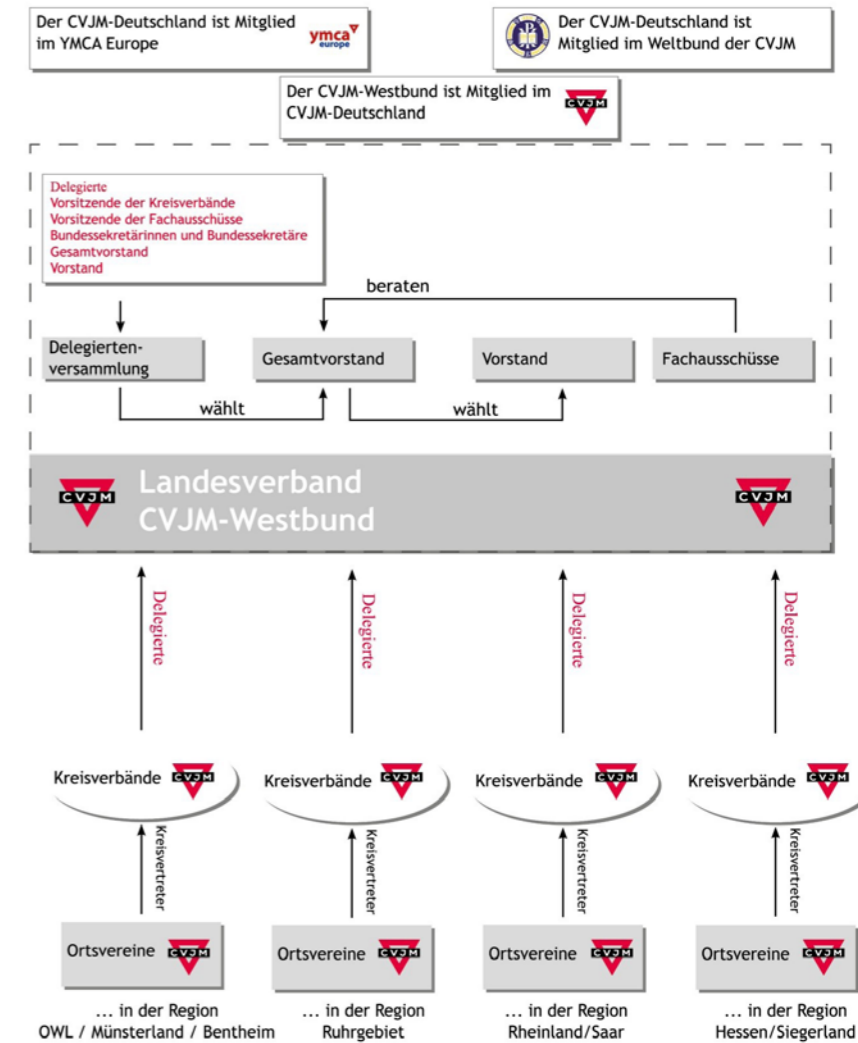 Der CVJM-Deutschland ist Mitglied
im YMCA Europe
ymca
europe
Der CVJM-Deutschland ist
Mitglied im Weltbund der CVJM
Der CVJM-Westbund ist Mitglied im
CVJM-Deutschland
CVJM
Delegierte
Vorsitzende der Kreisverbände
Vorsitzende der Fachausschüsse
Bundessekretärinnen und Bundessekretäre
Gesamtvorstand
Vorstand
beraten
Delegierten-
versammlung
Gesamtvorstand
Vorstand
Fachausschüsse
wählt
wählt
CVJM
Landesverband
CVJM-Westbund
CVJM
Delegierte
Delegierte
Delegierte
Delegierte
Kreisverbände CVJM
Kreisverbände CVJM
Kreisverbände CVJM
Kreisverbände CVJM
Kreisvertreter
Kreisvertreter
Kreisvertreter
Kreisvertreter
Ortsvereine CVJM
Ortsvereine CVJM
Ortsvereine CVJM
Ortsvereine CVJM
... in der Region
OWL / Münsterland / Bentheim
... in der Region
Ruhrgebiet
... in der Region
Rheinland/Saar
... in der Region
Hessen/Siegerland